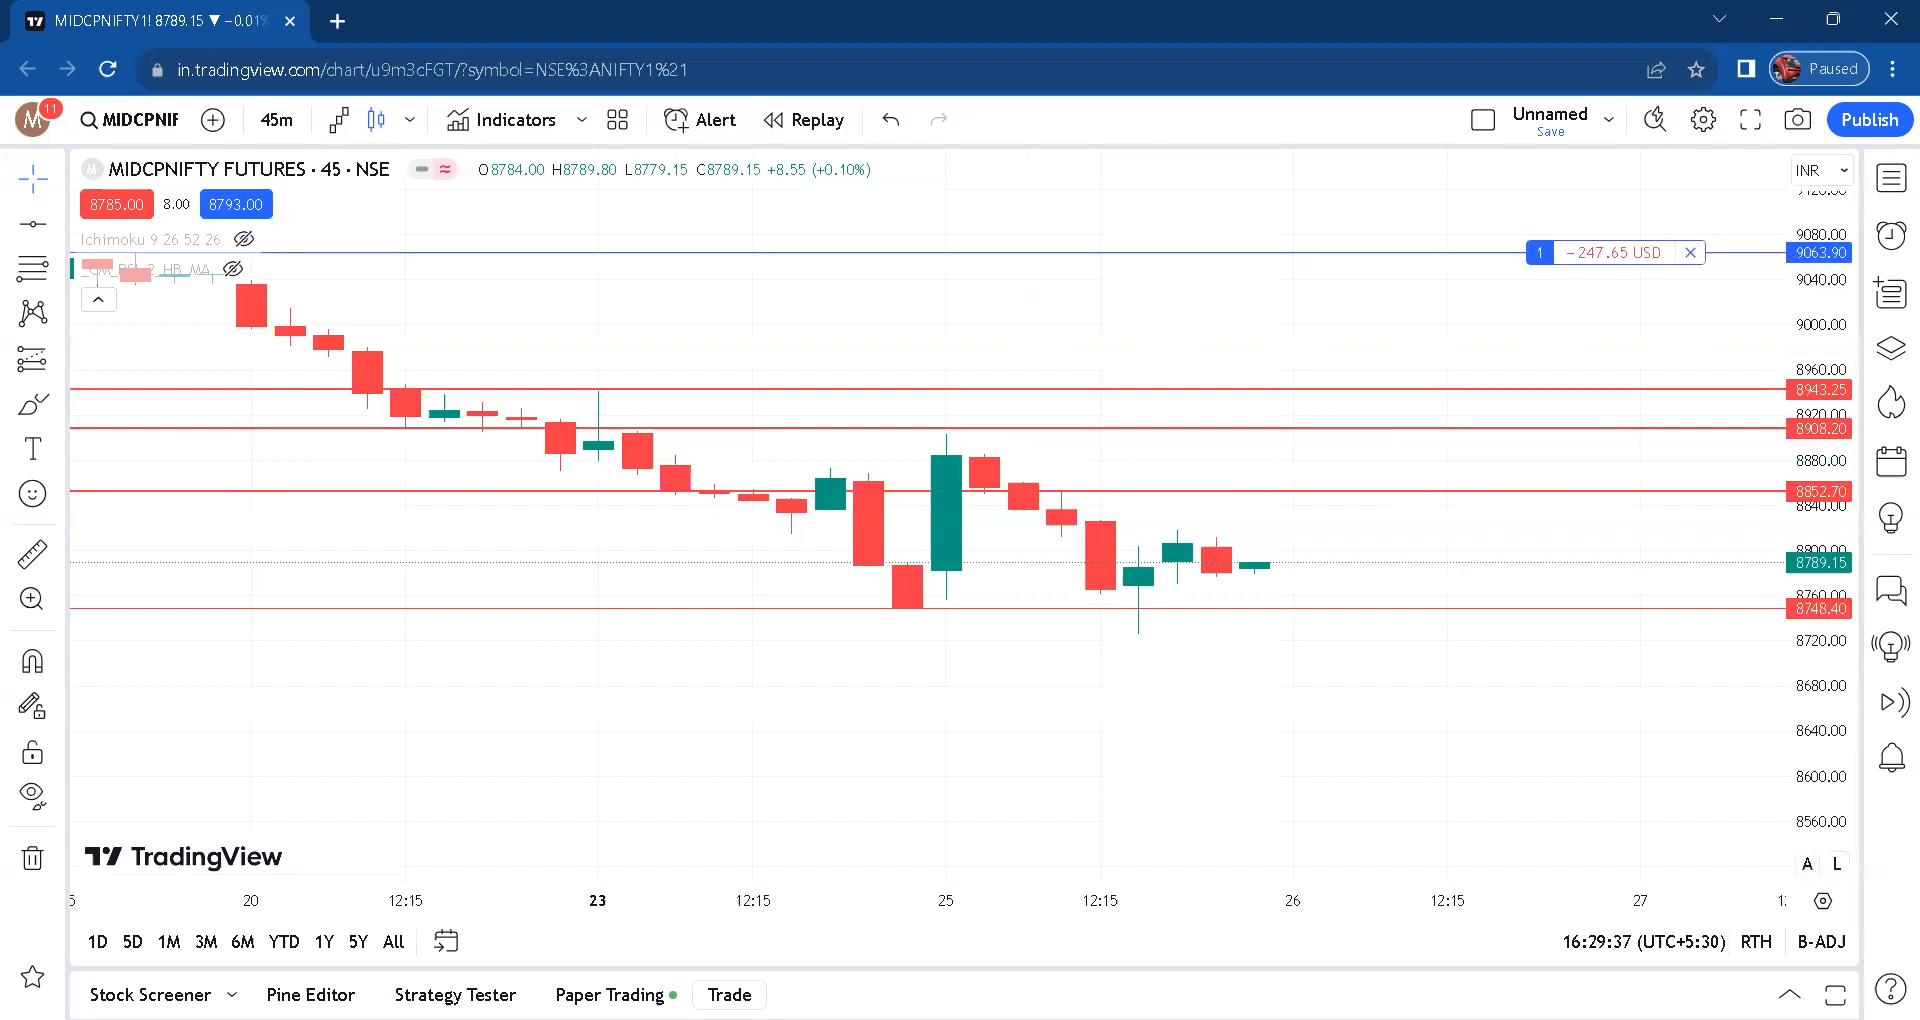 MIDCPNIFTY1! 8789.15 ▼ −0.01%
in.tradingview.com/chart/u9m3cFGT/?symbol=NSE%3ANIFTY1%21
Paused
M
11
MIDCPNIF
45m
Indicators
Alert
Replay
Unnamed
Save
Publish
M MIDCPNIFTY FUTURES · 45 · NSE
O8784.00 H8789.80 L8779.15 C8789.15 +8.55 (+0.10%)
INR
8785.00 8.00 8793.00
Ichimoku 9 26 52 26
1 −247.65 USD
9080.00
9063.90
9040.00
9000.00
8960.00
8943.25
8920.00
8908.20
8880.00
8852.70
8840.00
8800.00
8789.15
8760.00
8748.40
8720.00
8680.00
8640.00
8600.00
8560.00
TradingView
A L
20 12:15 23 12:15 25 12:15 26 12:15 27
1D 5D 1M 3M 6M YTD 1Y 5Y All
16:29:37 (UTC+5:30) RTH B-ADJ
Stock Screener Pine Editor Strategy Tester Paper Trading Trade